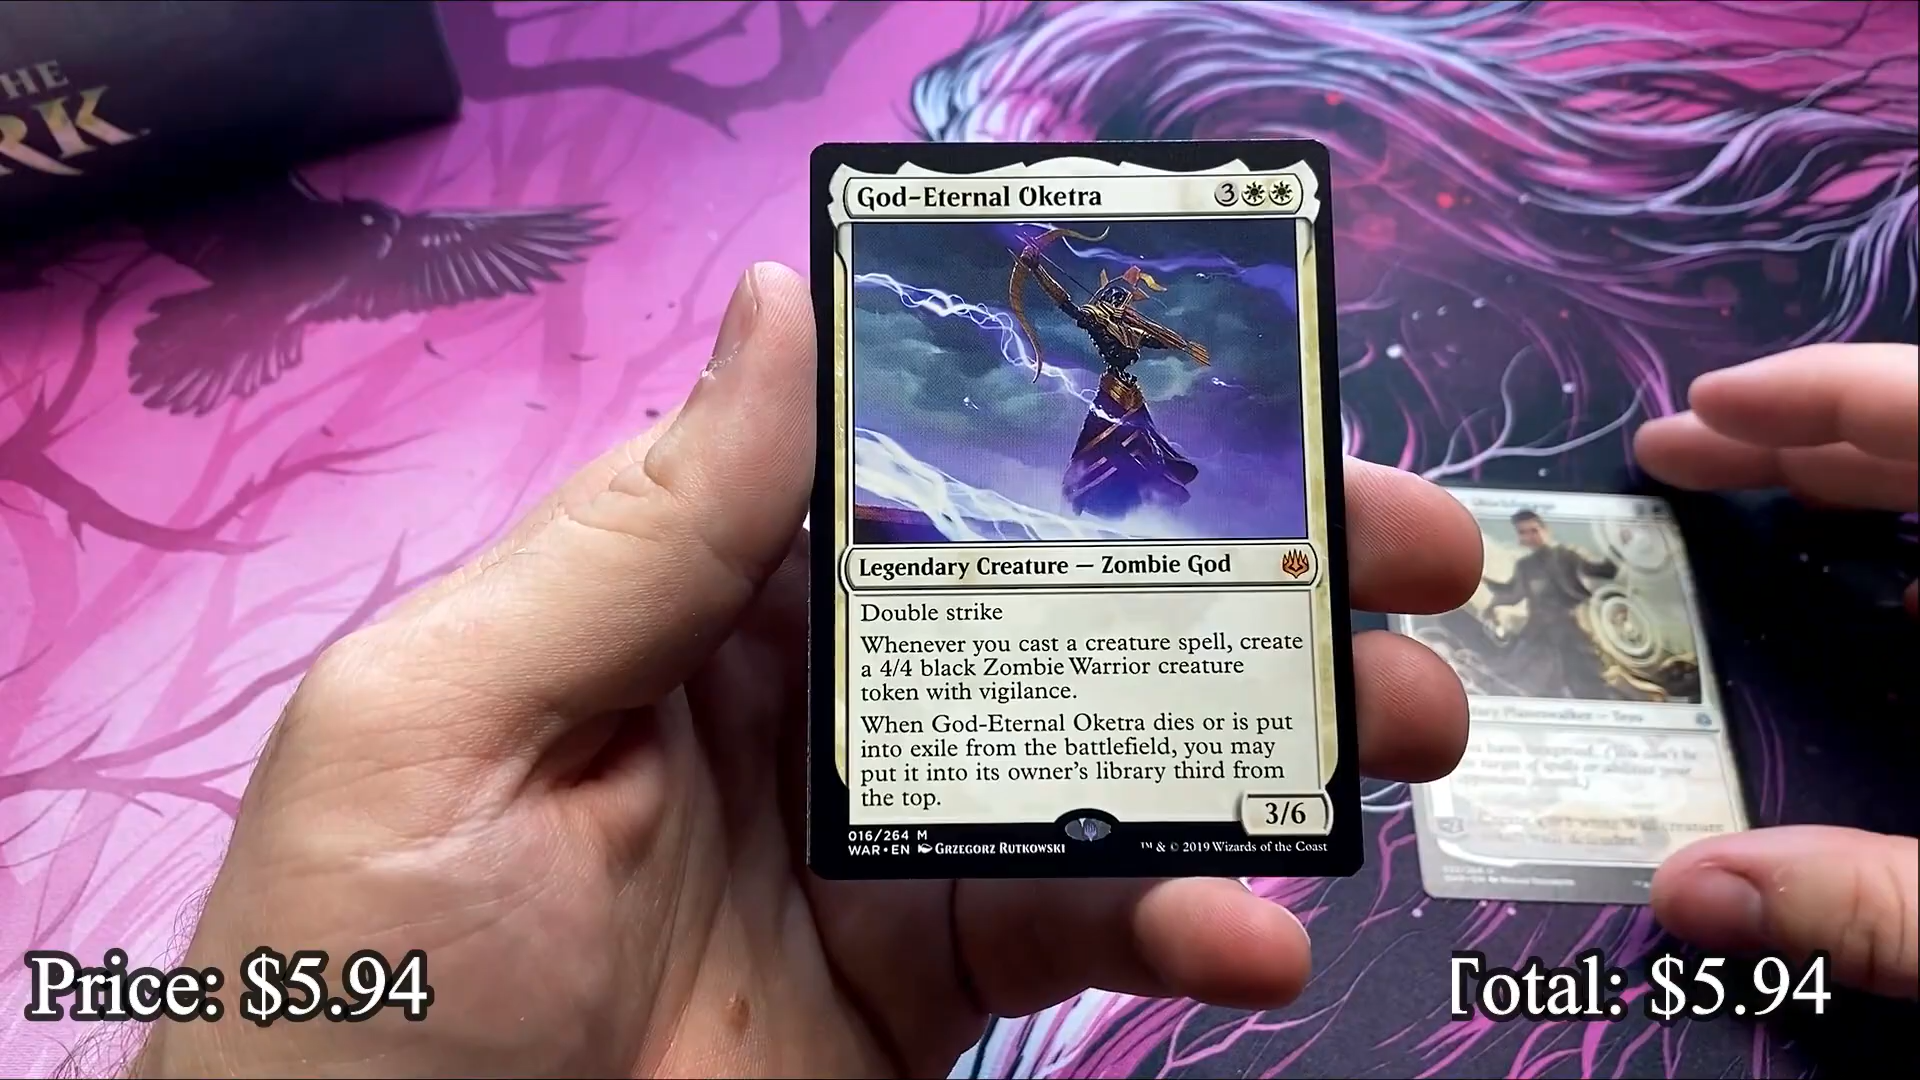 THE
RK
God-Eternal Oketra 3
Legendary Creature — Zombie God
Double strike
Whenever you cast a creature spell, create
a 4/4 black Zombie Warrior creature
token with vigilance.
When God-Eternal Oketra dies or is put
into exile from the battlefield, you may
put it into its owner's library third from
the top.
3/6
016/264 M
WAR • EN GRZEGORZ RUTKOWSKI
™ & © 2019 Wizards of the Coast
Price: $5.94
Total: $5.94